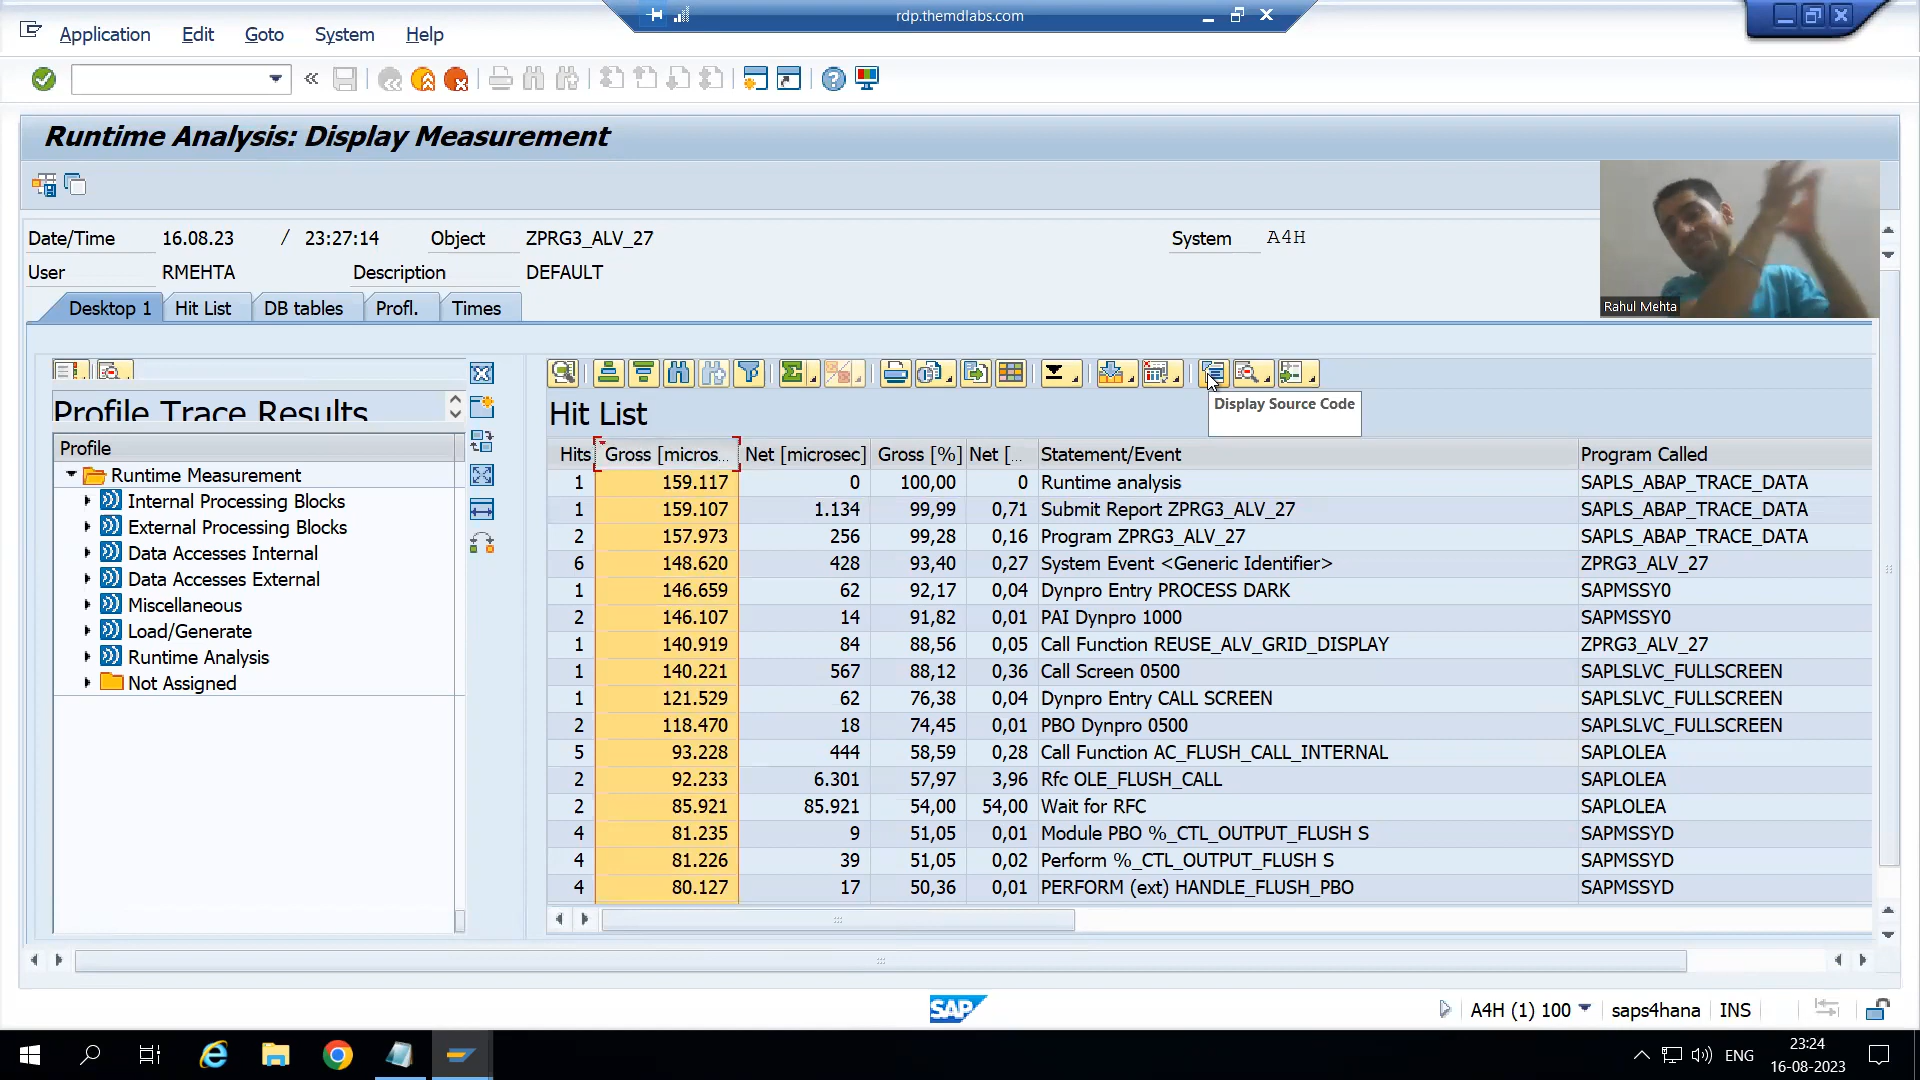 rdp.themdlabs.com
Application Edit Goto System Help
Runtime Analysis: Display Measurement
Date/Time 16.08.23 / 23:27:14 Object ZPRG3_ALV_27 System A4H
User RMEHTA Description DEFAULT
Rahul Mehta
Desktop 1 Hit List DB tables Profl. Times
Profile Trace Results
Profile
Runtime Measurement
Internal Processing Blocks
External Processing Blocks
Data Accesses Internal
Data Accesses External
Miscellaneous
Load/Generate
Runtime Analysis
Not Assigned
Display Source Code
Hit List
Hits Gross [micros... Net [microsec] Gross [%] Net [... Statement/Event Program Called
1 159.117 0 100,00 0 Runtime analysis SAPLS_ABAP_TRACE_DATA
1 159.107 1.134 99,99 0,71 Submit Report ZPRG3_ALV_27 SAPLS_ABAP_TRACE_DATA
2 157.973 256 99,28 0,16 Program ZPRG3_ALV_27 SAPLS_ABAP_TRACE_DATA
6 148.620 428 93,40 0,27 System Event <Generic Identifier> ZPRG3_ALV_27
1 146.659 62 92,17 0,04 Dynpro Entry PROCESS DARK SAPMSSY0
2 146.107 14 91,82 0,01 PAI Dynpro 1000 SAPMSSY0
1 140.919 84 88,56 0,05 Call Function REUSE_ALV_GRID_DISPLAY ZPRG3_ALV_27
1 140.221 567 88,12 0,36 Call Screen 0500 SAPLSLVC_FULLSCREEN
1 121.529 62 76,38 0,04 Dynpro Entry CALL SCREEN SAPLSLVC_FULLSCREEN
2 118.470 18 74,45 0,01 PBO Dynpro 0500 SAPLSLVC_FULLSCREEN
5 93.228 444 58,59 0,28 Call Function AC_FLUSH_CALL_INTERNAL SAPLOLEA
2 92.233 6.301 57,97 3,96 Rfc OLE_FLUSH_CALL SAPLOLEA
2 85.921 85.921 54,00 54,00 Wait for RFC SAPLOLEA
4 81.235 9 51,05 0,01 Module PBO %_CTL_OUTPUT_FLUSH S SAPMSSYD
4 81.226 39 51,05 0,02 Perform %_CTL_OUTPUT_FLUSH S SAPMSSYD
4 80.127 17 50,36 0,01 PERFORM (ext) HANDLE_FLUSH_PBO SAPMSSYD
SAP A4H (1) 100 saps4hana INS
ENG 23:24
16-08-2023